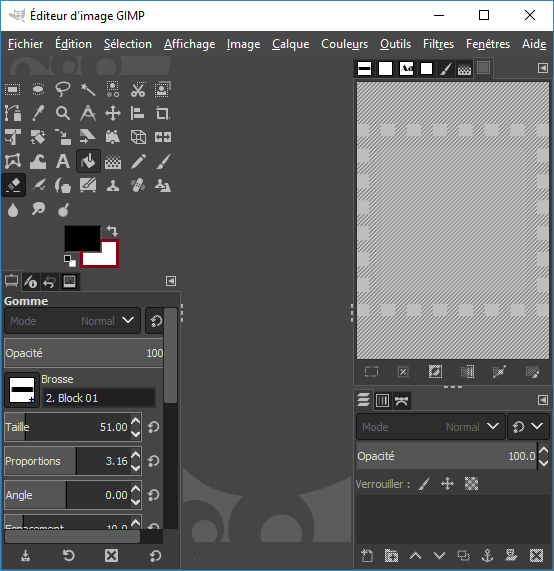 Éditeur d'image GIMP
Fichier Édition Sélection Affichage Image Calque Couleurs Outils Filtres Fenêtres Aide
Aa
A
Gomme
Mode Normal
Opacité 100
Brosse
2. Block 01
Taille 51.00
Proportions 3.16
Angle 0.00
Espacement 10.0
Mode Normal
Opacité 100.0
Verrouiller :